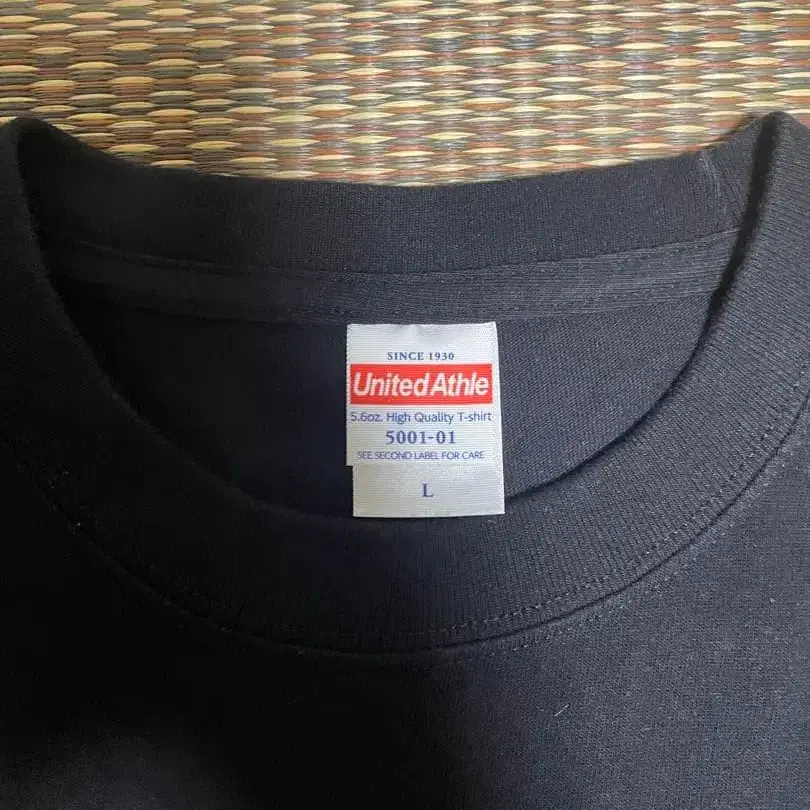 SINCE 1930
United Athle
5.6oz. High Quality T-shirt
5001-01
SEE SECOND LABEL FOR CARE
L